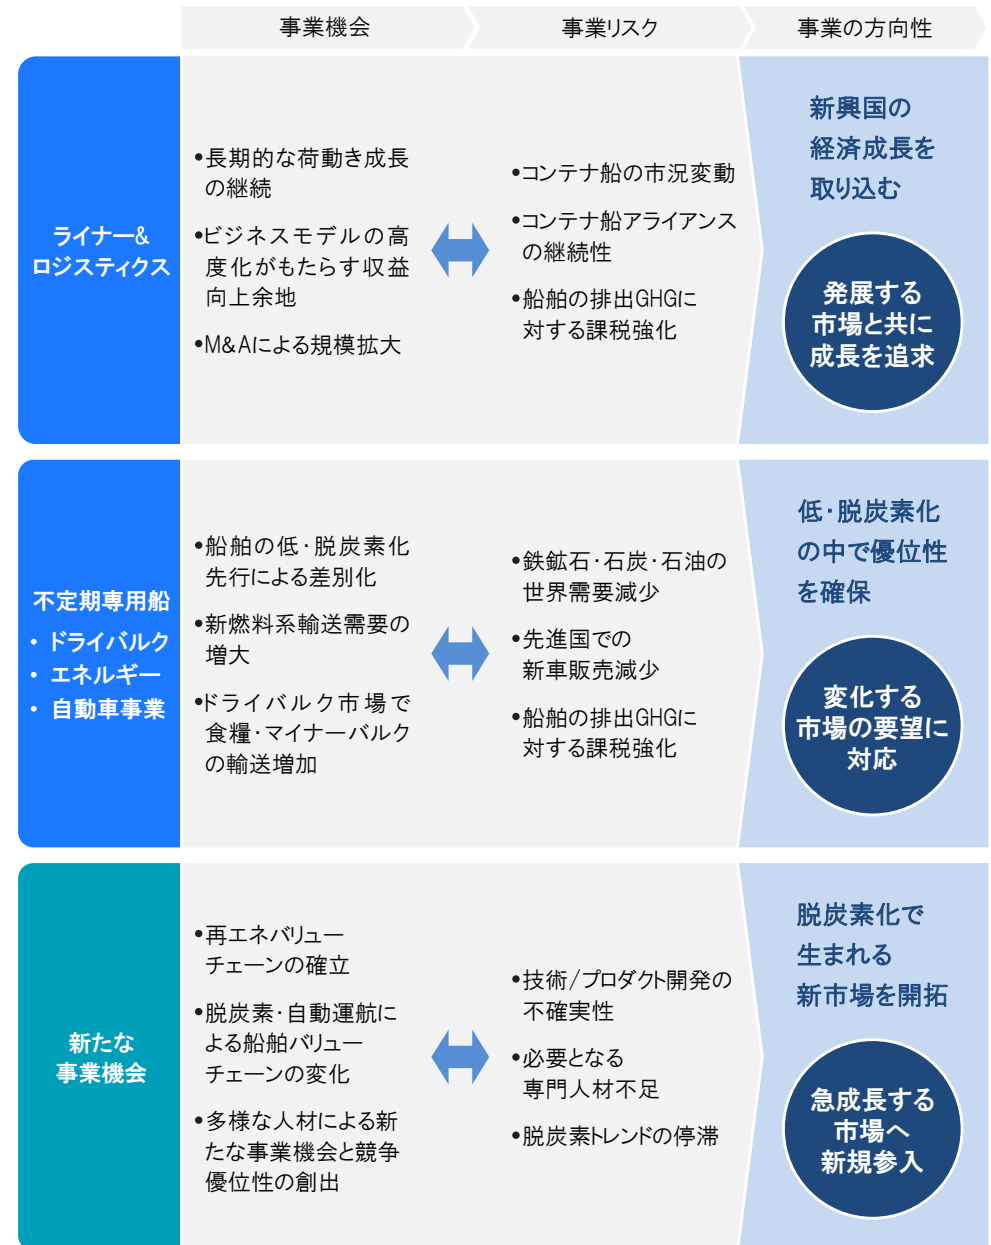 事業機会
事業リスク
事業の方向性
ライナー&
ロジスティクス
•長期的な荷動き成長
の継続
•ビジネスモデルの高
度化がもたらす収益
向上余地
•M&Aによる規模拡大
•コンテナ船の市況変動
•コンテナ船アライアンス
の継続性
•船舶の排出GHGに
対する課税強化
新興国の
経済成長を
取り込む
発展する
市場と共に
成長を追求
不定期専用船
• ドライバルク
• エネルギー
• 自動車事業
•船舶の低・脱炭素化
先行による差別化
•新燃料系輸送需要の
増大
•ドライバルク市場で
食糧・マイナーバルク
の輸送増加
•鉄鉱石・石炭・石油の
世界需要減少
•先進国での
新車販売減少
•船舶の排出GHGに
対する課税強化
低・脱炭素化
の中で優位性
を確保
変化する
市場の要望に
対応
新たな
事業機会
•再エネバリュー
チェーンの確立
•脱炭素・自動運航に
よる船舶バリュー
チェーンの変化
•多様な人材による新
たな事業機会と競争
優位性の創出
•技術/プロダクト開発の
不確実性
•必要となる
専門人材不足
•脱炭素トレンドの停滞
脱炭素化で
生まれる
新市場を開拓
急成長する
市場へ
新規参入